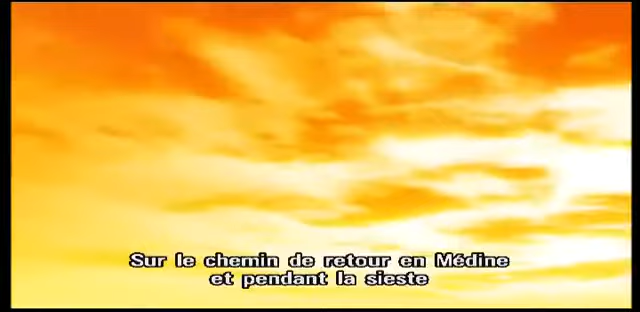 Sur le chemin de retour en Médine
et pendant la sieste